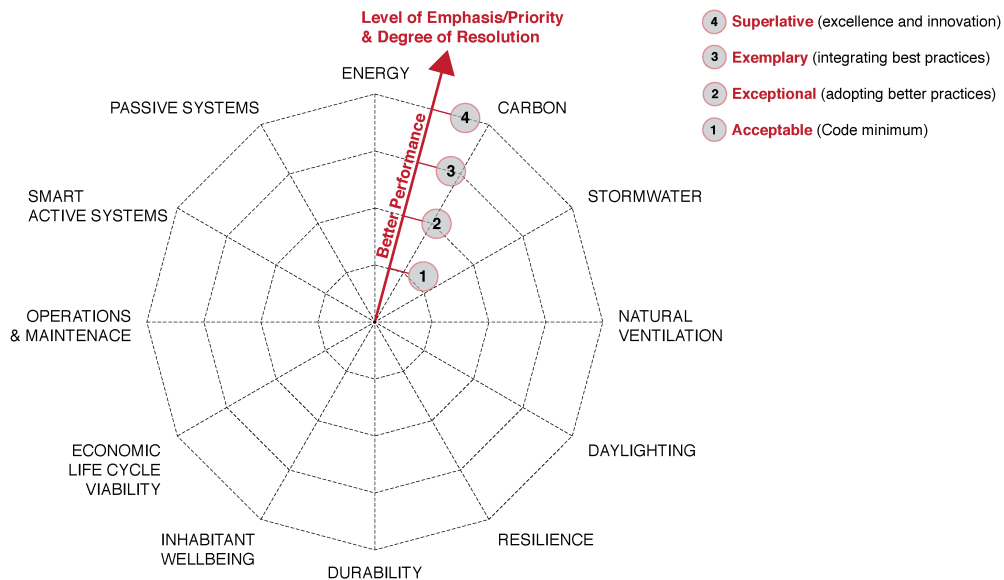 Level of Emphasis/Priority
& Degree of Resolution
4 Superlative (excellence and innovation)
3 Exemplary (integrating best practices)
2 Exceptional (adopting better practices)
1 Acceptable (Code minimum)
ENERGY
PASSIVE SYSTEMS
CARBON
4
Better Performance
3
2
1
SMART
ACTIVE SYSTEMS
STORMWATER
OPERATIONS
& MAINTENACE
NATURAL
VENTILATION
ECONOMIC
LIFE CYCLE
VIABILITY
DAYLIGHTING
INHABITANT
WELLBEING
RESILIENCE
DURABILITY